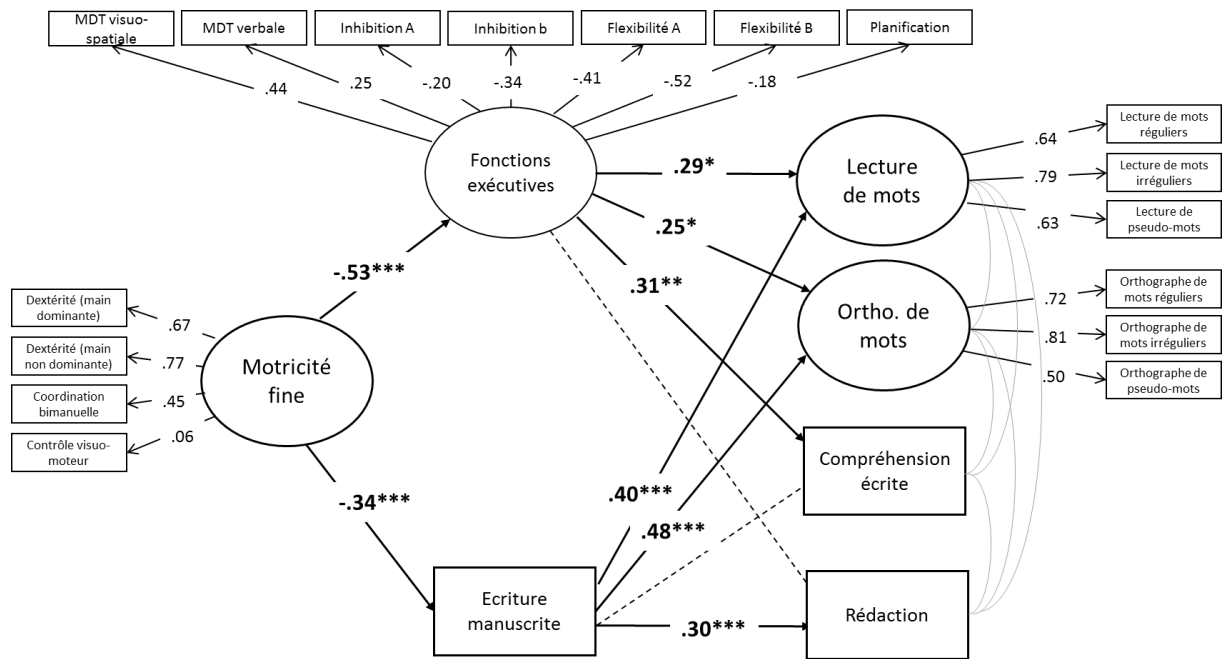 MDT visuo-
spatiale
MDT verbale
Inhibition A
Inhibition b
Flexibilité A
Flexibilité B
Planification
.44
.25
-.20
-.34
-.41
-.52
-.18
Fonctions
exécutives
Lecture
de mots
.64
.79
.63
Lecture de mots
réguliers
Lecture de mots
irréguliers
Lecture de
pseudo-mots
.29*
.25*
.31**
-.53***
Ortho. de
mots
.72
.81
.50
Orthographe de
mots réguliers
Orthographe de
mots irréguliers
Orthographe de
pseudo-mots
Dextérité (main
dominante)
Dextérité (main
non dominante)
Coordination
bimanuelle
Contrôle visuo-
moteur
.67
.77
.45
.06
Motricité
fine
-.34***
.40***
.48***
Compréhension
écrite
Ecriture
manuscrite
.30***
Rédaction